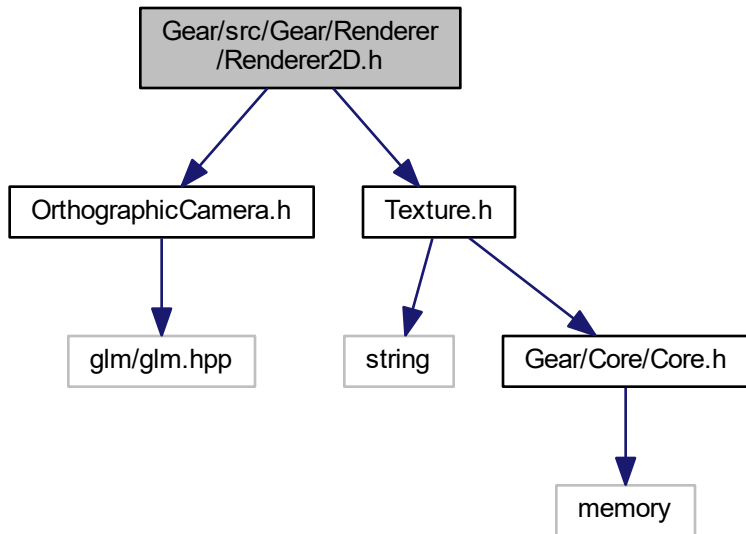 Gear/src/Gear/Renderer
/Renderer2D.h
OrthographicCamera.h
Texture.h
glm/glm.hpp
string
Gear/Core/Core.h
memory